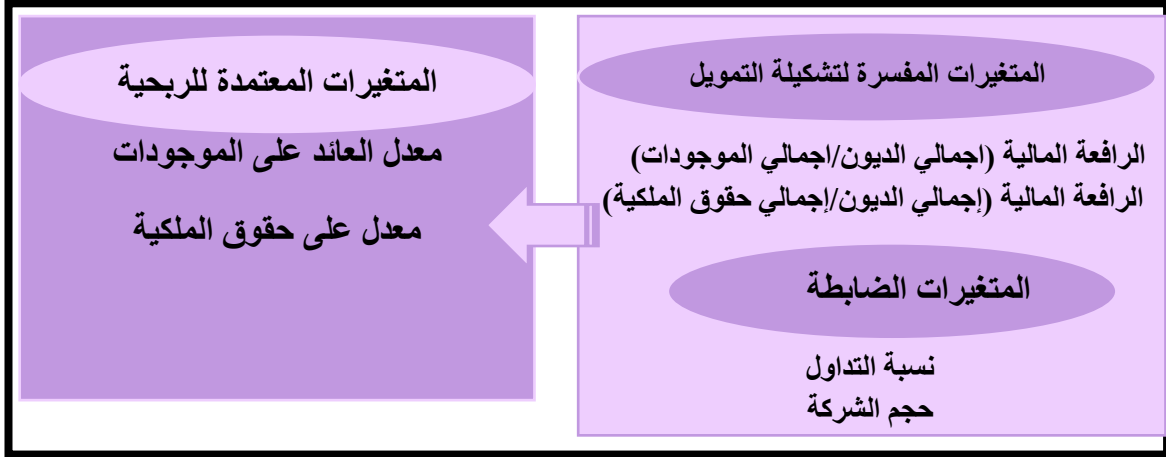 المتغيرات المفسرة لتشكيلة التمويل
الرافعة المالية (اجمالي الديون/اجمالي الموجودات)
الرافعة المالية (إجمالي الديون/إجمالي حقوق الملكية)
المتغيرات الضابطة
نسبة التداول
حجم الشركة
المتغيرات المعتمدة للربحية
معدل العائد على الموجودات
معدل على حقوق الملكية